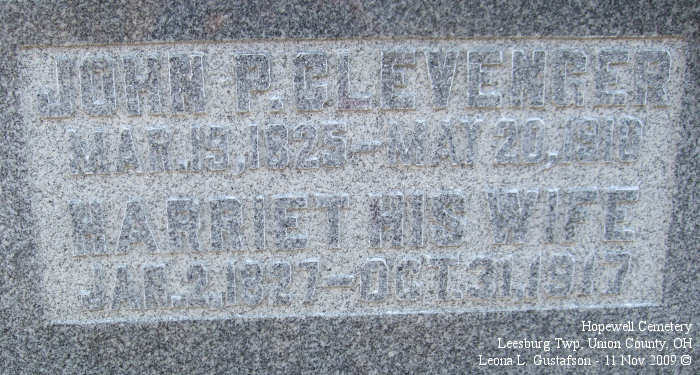 JOHN P. CLEVENGER
MAR. 19, 1825 — MAY 20, 1910
HARRIET HIS WIFE
JAN. 2, 1827 — OCT. 31, 1917
Hopewell Cemetery
Leesburg Twp, Union County, OH
Leona L. Gustafson - 11 Nov 2009 ©